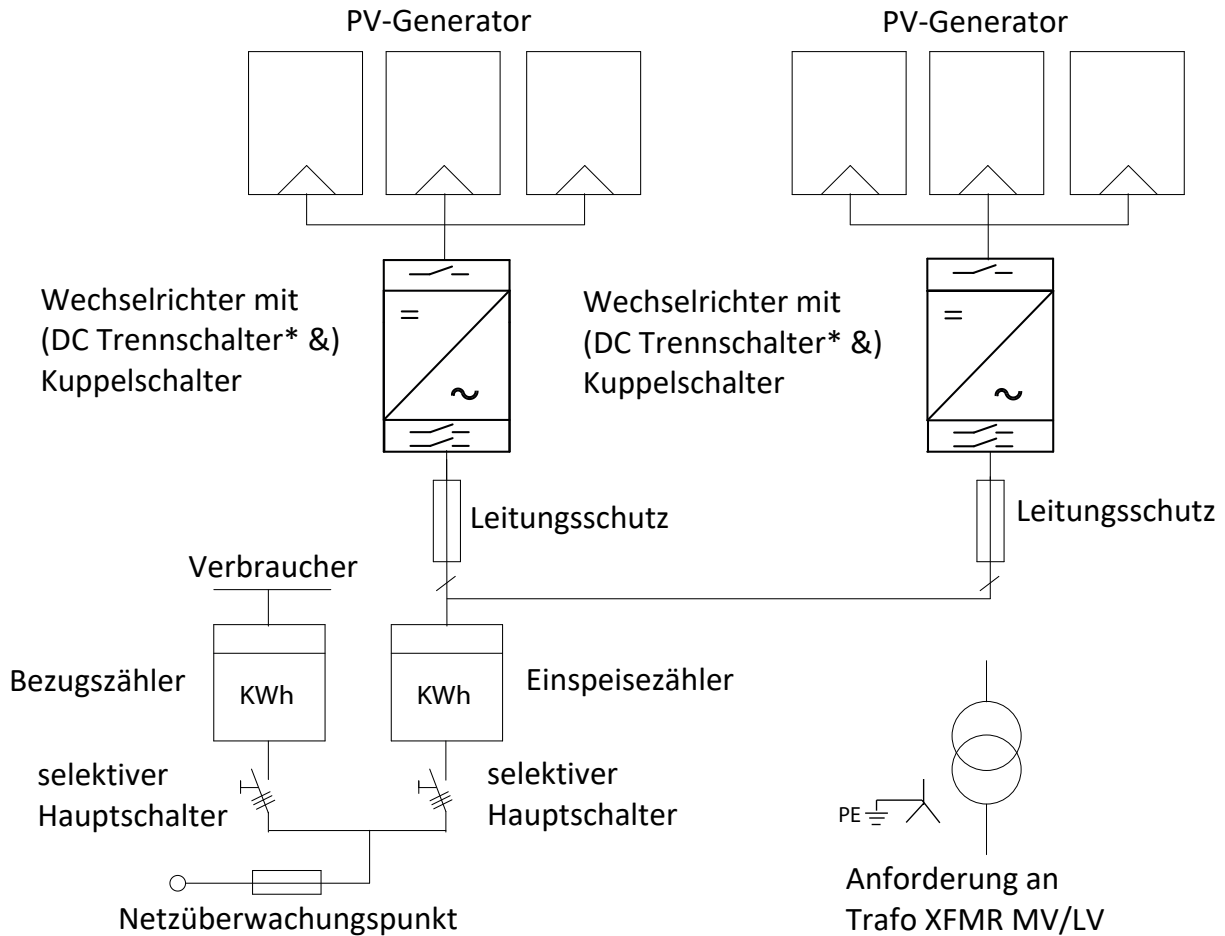 PV-Generator
PV-Generator
Wechselrichter mit
(DC Trennschalter* &)
Kuppelschalter
Wechselrichter mit
(DC Trennschalter* &)
Kuppelschalter
Leitungsschutz
Leitungsschutz
Verbraucher
Bezugszähler
KWh
KWh
Einspeisezähler
selektiver
Hauptschalter
selektiver
Hauptschalter
PE
Netzüberwachungspunkt
Anforderung an
Trafo XFMR MV/LV